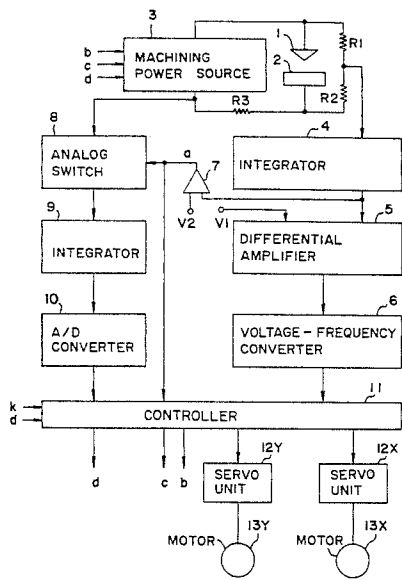 3
MACHINING
POWER SOURCE
b
c
d
1
2
R1
R2
R3
8
ANALOG
SWITCH
a
7
4
INTEGRATOR
V2
V1
9
INTEGRATOR
5
DIFFERENTIAL
AMPLIFIER
10
A/D
CONVERTER
6
VOLTAGE-FREQUENCY
CONVERTER
11
k
d
CONTROLLER
d
c
b
12Y
SERVO
UNIT
12X
SERVO
UNIT
MOTOR
13Y
MOTOR
13X